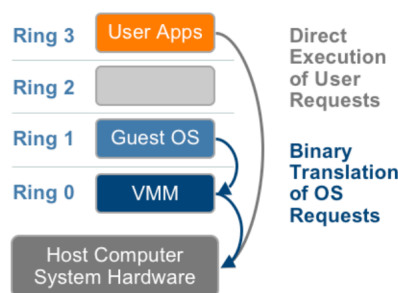 Ring 3
User Apps
Ring 2
Ring 1
Guest OS
Ring 0
VMM
Host Computer
System Hardware
Direct
Execution
of User
Requests
Binary
Translation
of OS
Requests